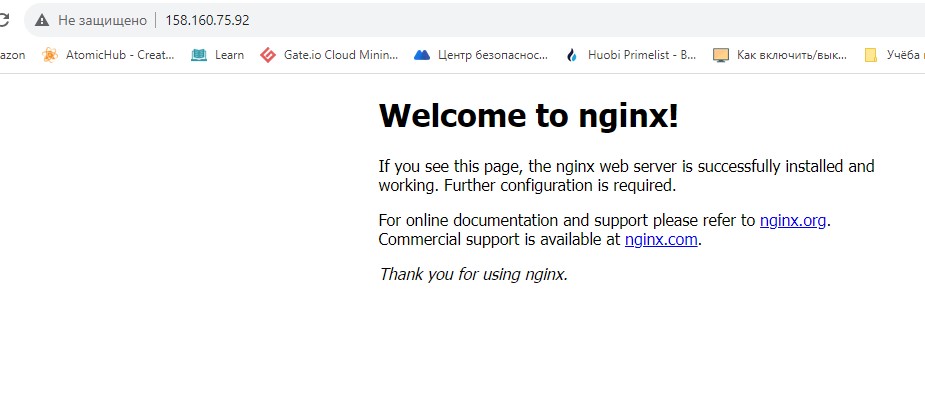 Не защищено 158.160.75.92
azon AtomicHub - Creat... Learn Gate.io Cloud Minin... Центр безопаснос... Huobi Primelist - B... Как включить/вык... Учёба
Welcome to nginx!
If you see this page, the nginx web server is successfully installed and
working. Further configuration is required.
For online documentation and support please refer to nginx.org.
Commercial support is available at nginx.com.
Thank you for using nginx.